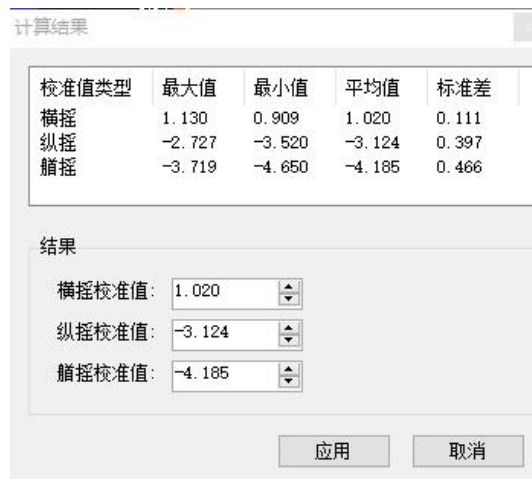 计算结果
校准值类型 最大值 最小值 平均值 标准差
横摇 1.130 0.909 1.020 0.111
纵摇 -2.727 -3.520 -3.124 0.397
艏摇 -3.719 -4.650 -4.185 0.466
结果
横摇校准值: 1.020
纵摇校准值: -3.124
艏摇校准值: -4.185
应用 取消